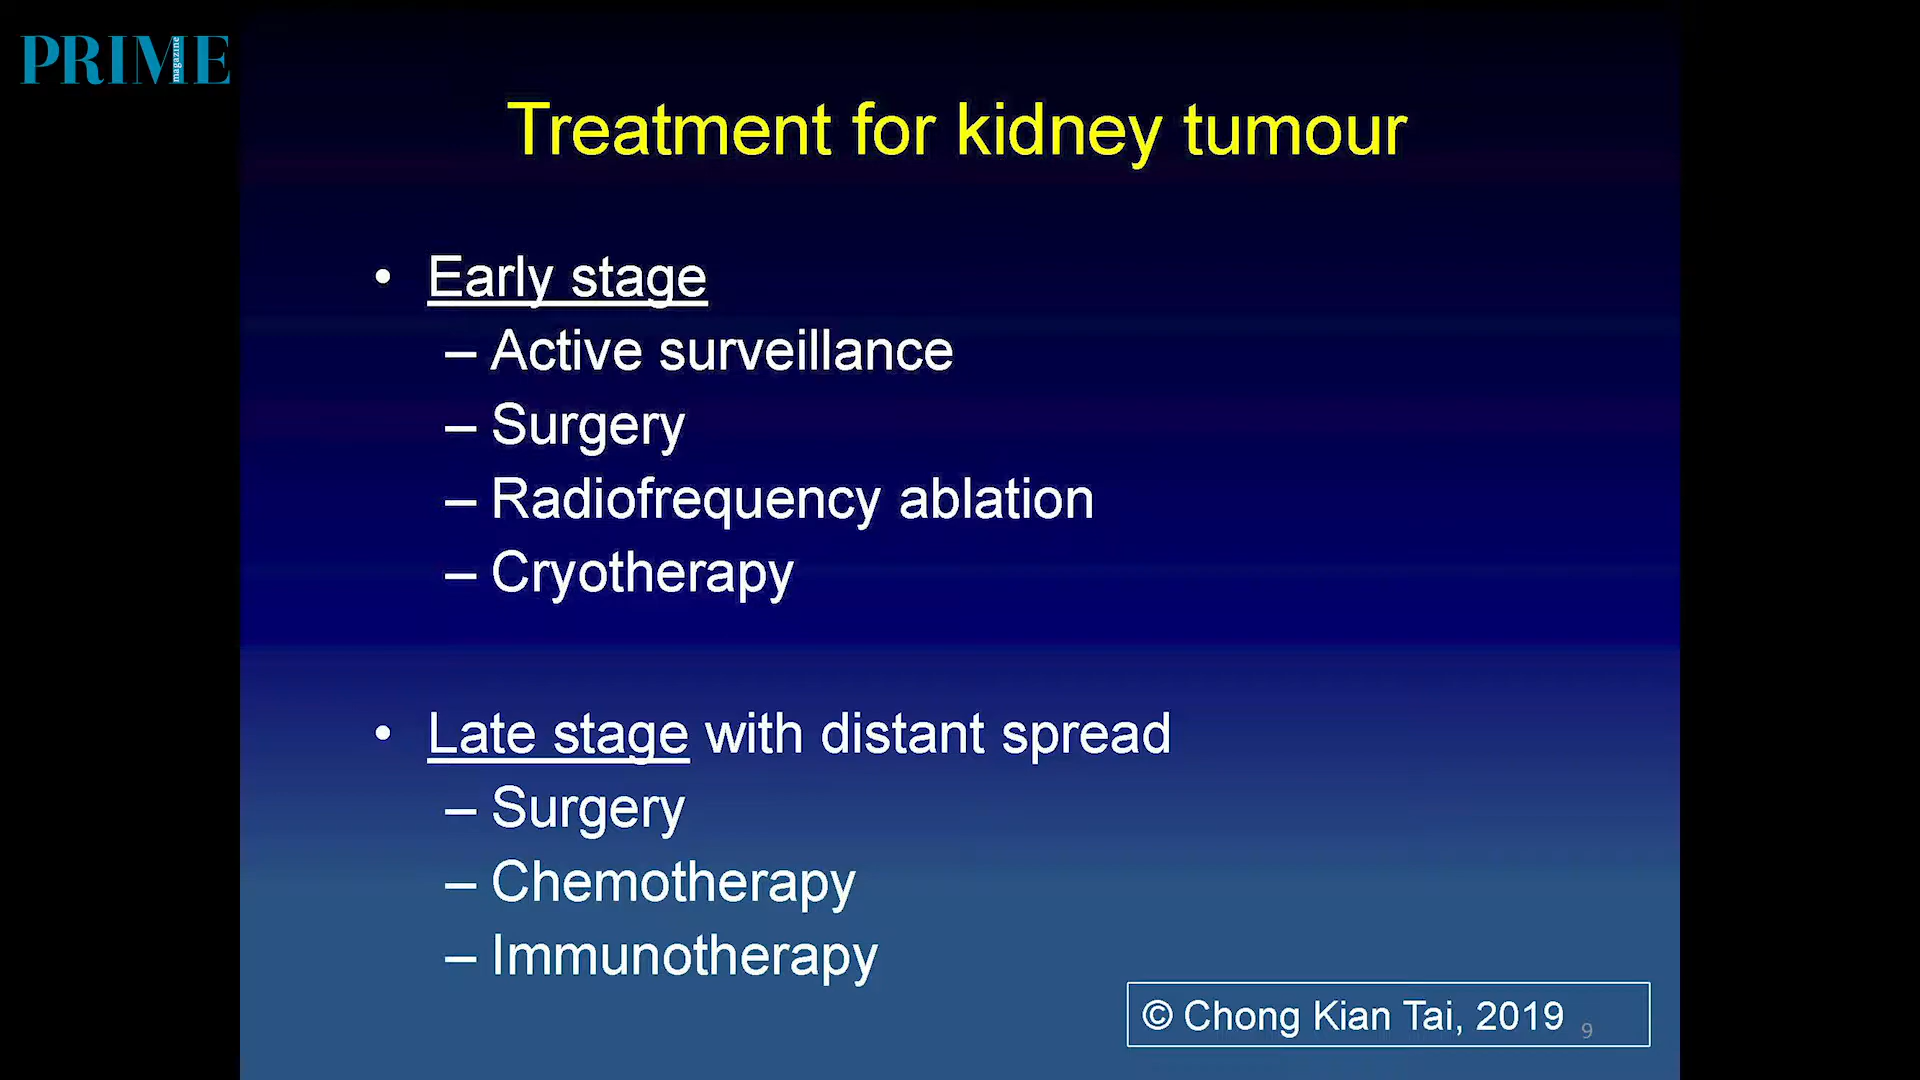 PRIME
magazine
Treatment for kidney tumour
• Early stage
– Active surveillance
– Surgery
– Radiofrequency ablation
– Cryotherapy
• Late stage with distant spread
– Surgery
– Chemotherapy
– Immunotherapy
© Chong Kian Tai, 2019
9